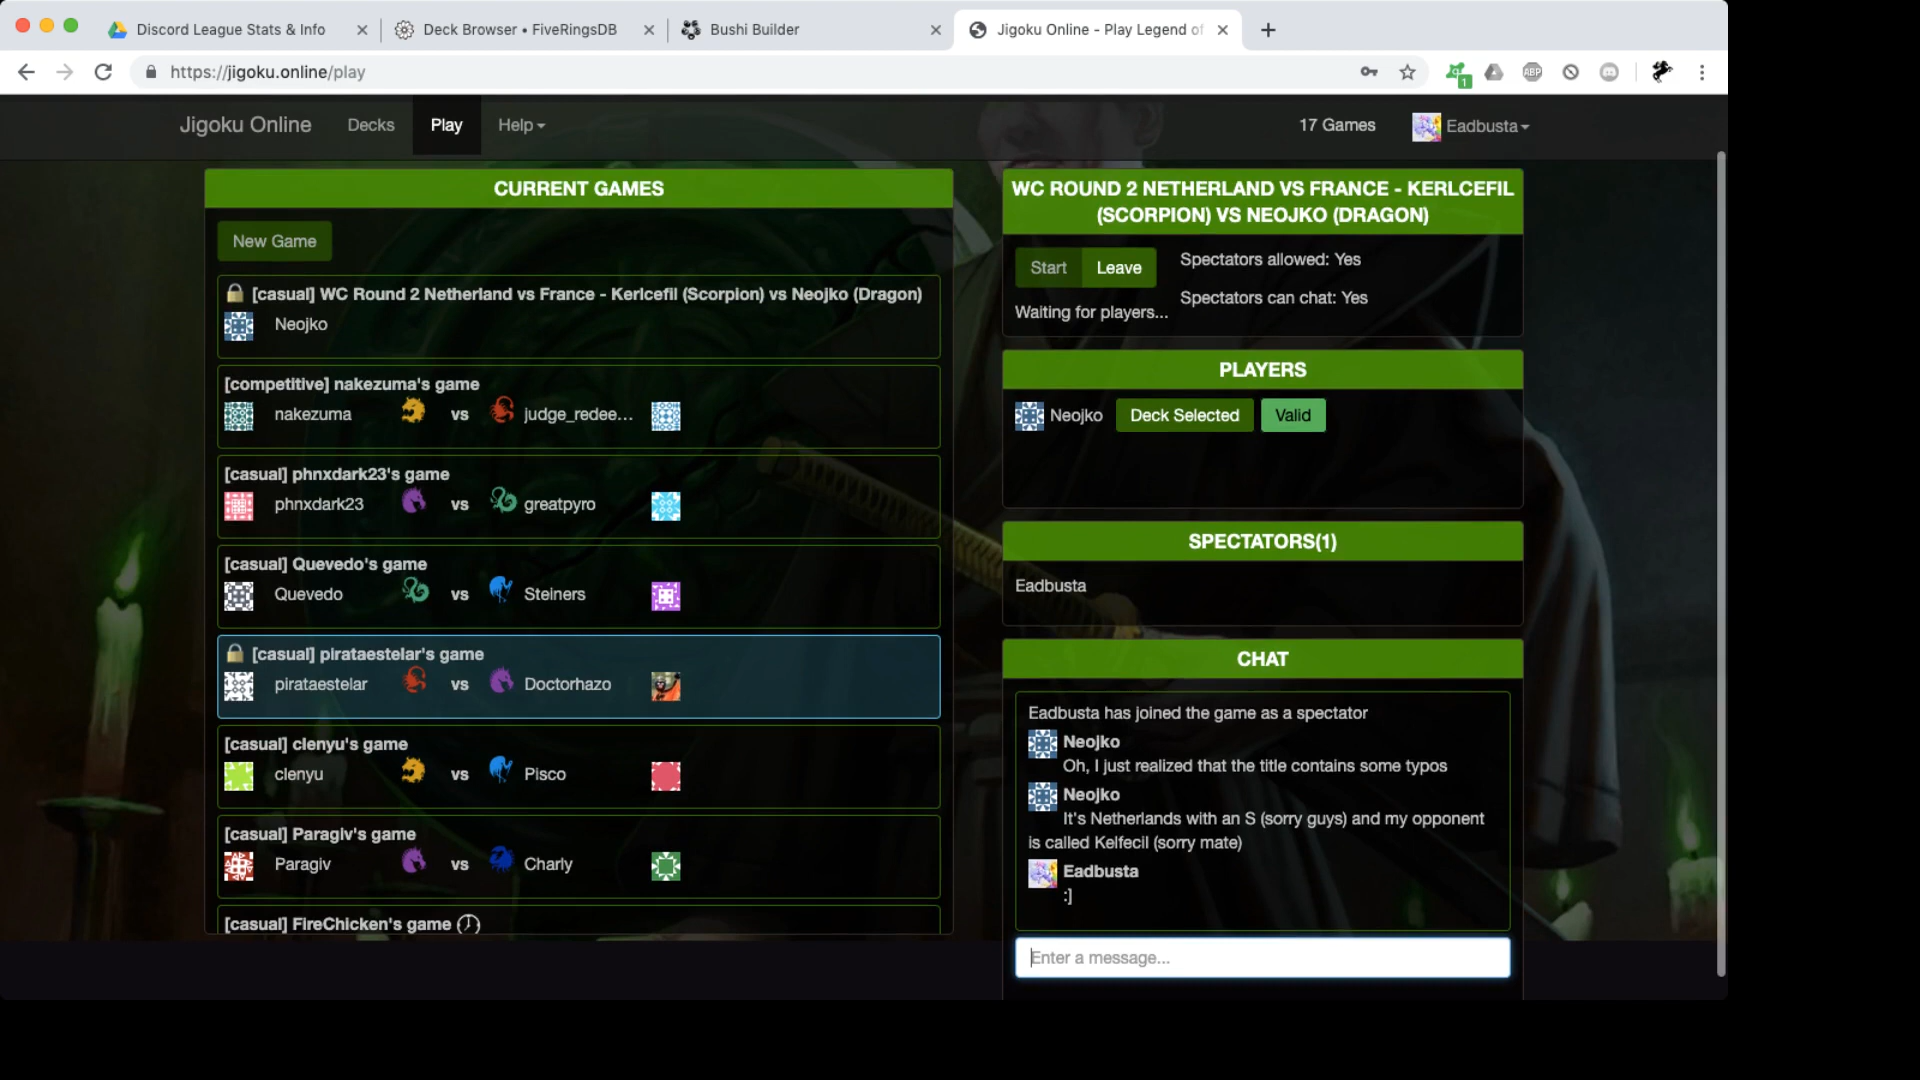 Discord League Stats & Info
Deck Browser • FiveRingsDB
Bushi Builder
Jigoku Online - Play Legend of
https://jigoku.online/play
1
ABP
Jigoku Online
Decks
Play
Help
17 Games
Eadbusta
CURRENT GAMES
New Game
[casual] WC Round 2 Netherland vs France - Kerlcefil (Scorpion) vs Neojko (Dragon)
Neojko
[competitive] nakezuma's game
nakezuma vs judge_redee...
[casual] phnxdark23's game
phnxdark23 vs greatpyro
[casual] Quevedo's game
Quevedo vs Steiners
[casual] pirataestelar's game
pirataestelar vs Doctorhazo
[casual] clenyu's game
clenyu vs Pisco
[casual] Paragiv's game
Paragiv vs Charly
[casual] FireChicken's game
WC ROUND 2 NETHERLAND VS FRANCE - KERLCEFIL
(SCORPION) VS NEOJKO (DRAGON)
Start Leave
Spectators allowed: Yes
Spectators can chat: Yes
Waiting for players...
PLAYERS
Neojko Deck Selected Valid
SPECTATORS(1)
Eadbusta
CHAT
Eadbusta has joined the game as a spectator
Neojko
Oh, I just realized that the title contains some typos
Neojko
It's Netherlands with an S (sorry guys) and my opponent
is called Kelfecil (sorry mate)
Eadbusta
:]
Enter a message...